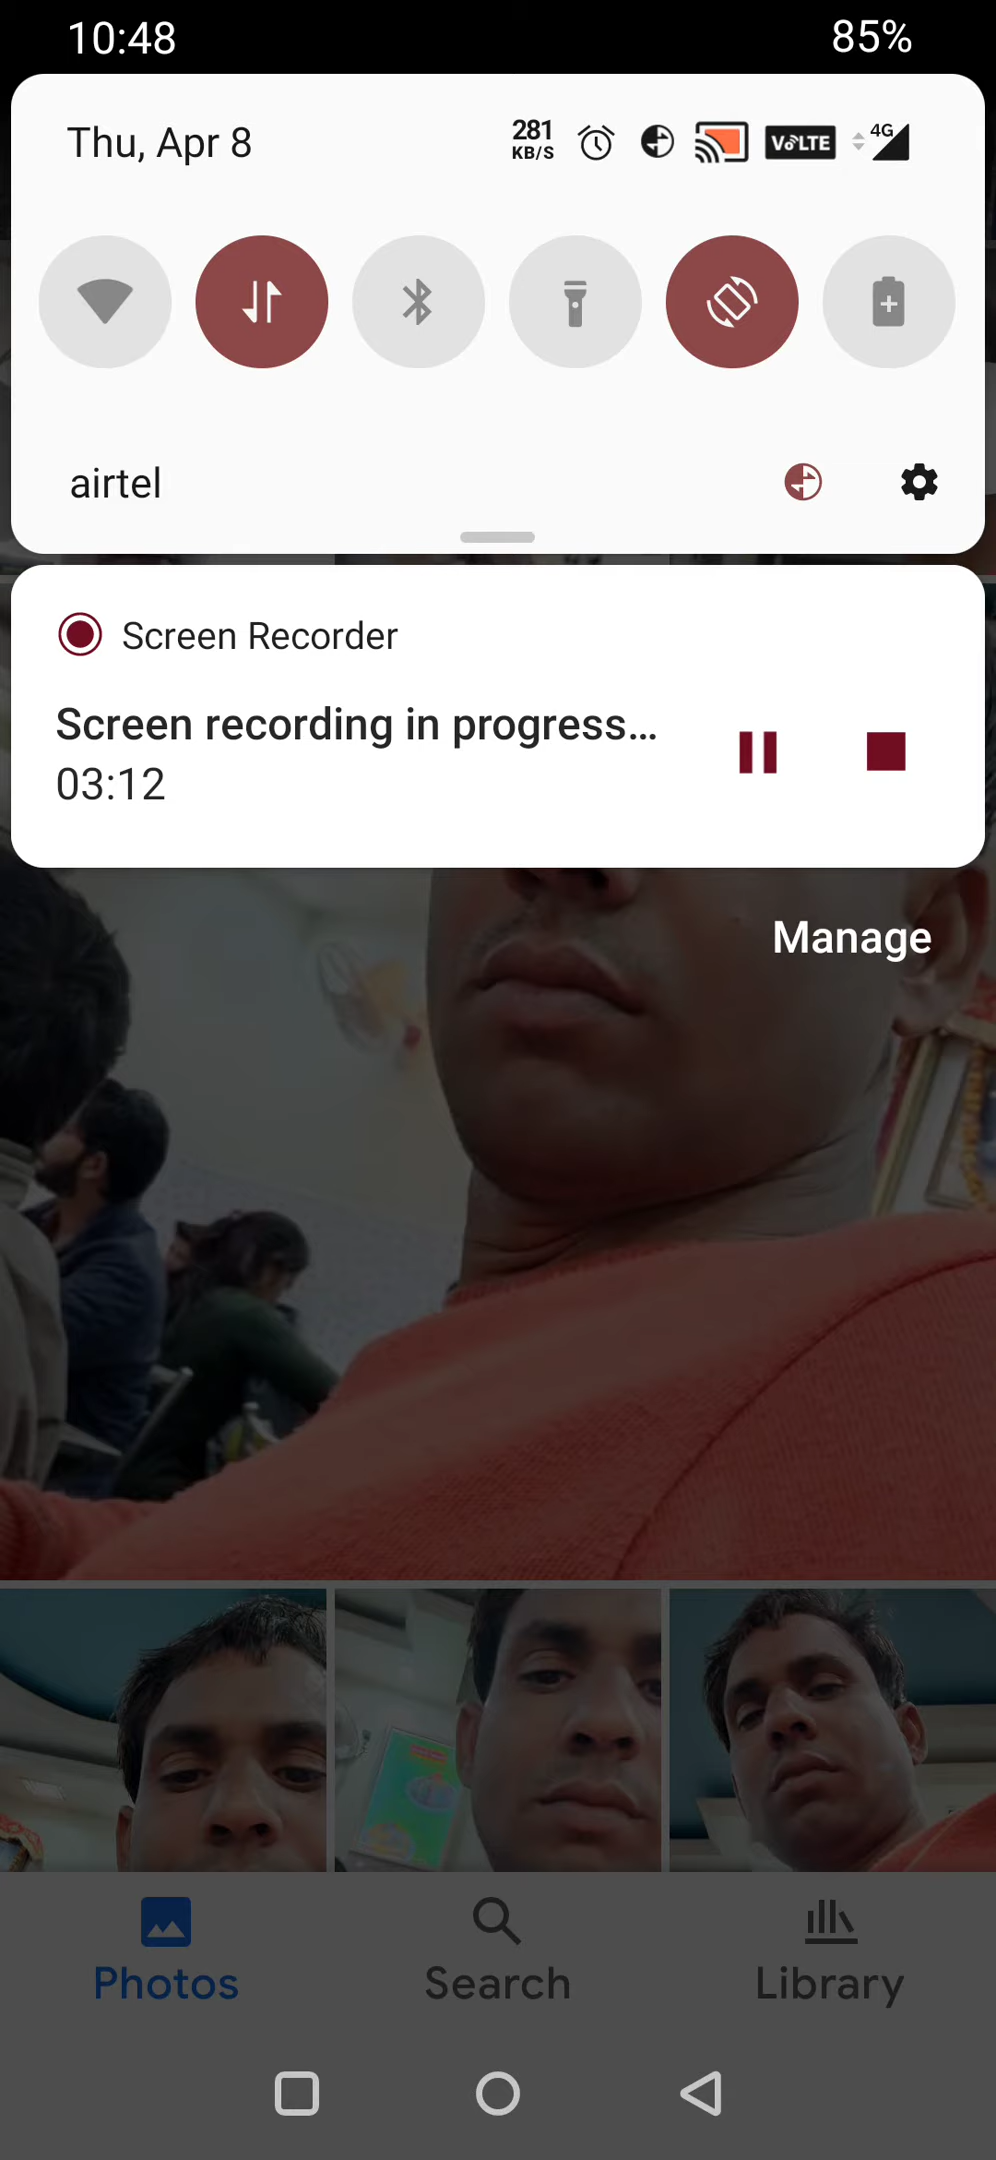 10:48 85%
Thu, Apr 8 281 KB/S VoLTE 4G
airtel
Screen Recorder
Screen recording in progress...
03:12
Manage
Photos Search Library